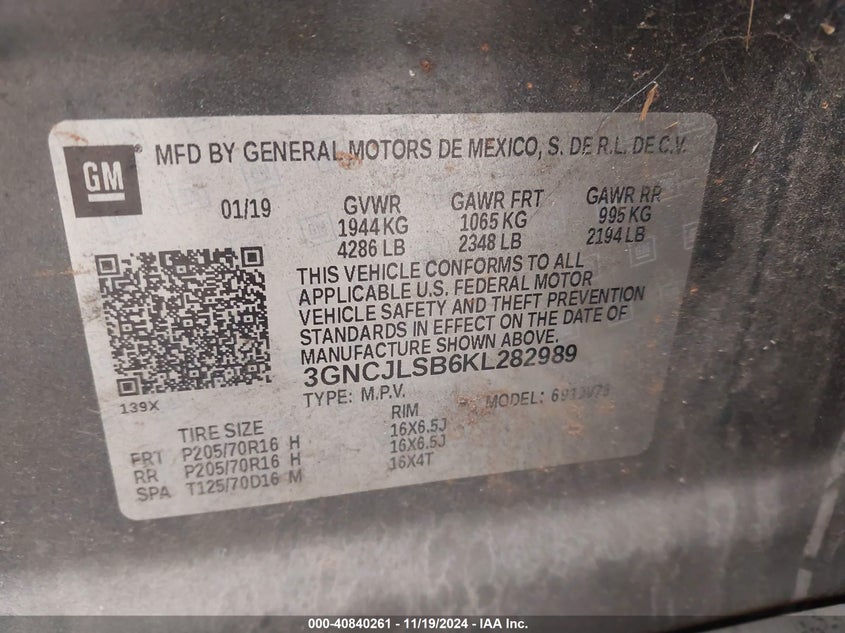 GM
MFD BY GENERAL MOTORS DE MEXICO, S. DE R.L. DE C.V.
01/19 GVWR GAWR FRT GAWR RR
1944 KG 1065 KG 995 KG
4286 LB 2348 LB 2194 LB
THIS VEHICLE CONFORMS TO ALL
APPLICABLE U.S. FEDERAL MOTOR
VEHICLE SAFETY AND THEFT PREVENTION
STANDARDS IN EFFECT ON THE DATE OF
MANUFACTURE SHOWN ABOVE.
3GNCJLSB6KL282989
139X
TYPE: M.P.V. MODEL:
TIRE SIZE RIM
FRT P205/70R16 H 16X6.5J
RR P205/70R16 H 16X6.5J
SPA T125/70D16 M 16X4T
000-40840261 - 11/19/2024 - IAA Inc.